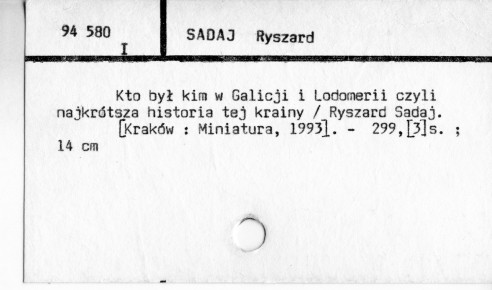 94 580
I
SADAJ Ryszard
Kto był kim w Galicji i Lodomerii czyli
najkrótsza historia tej krainy / Ryszard Sadaj.
[Kraków : Miniatura, 1993]. - 299,[3]s. ;
14 cm